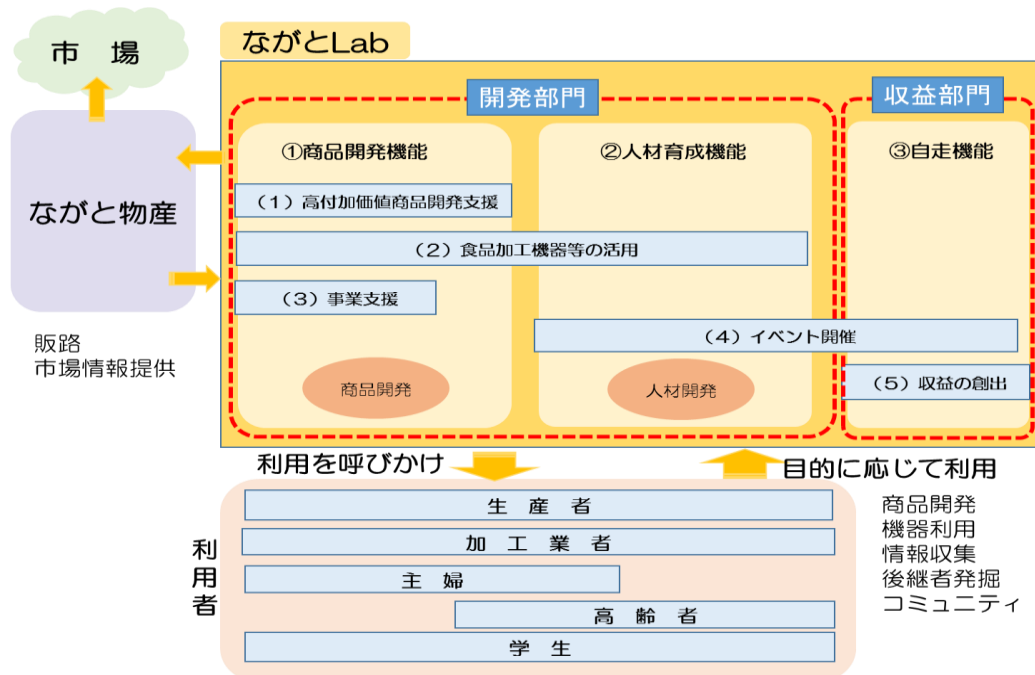 市　場
ながとLab
開発部門
収益部門
①商品開発機能
②人材育成機能
③自走機能
ながと物産
（１）高付加価値商品開発支援
（２）食品加工機器等の活用
（３）事業支援
（４）イベント開催
（５）収益の創出
商品開発
人材開発
販路
市場情報提供
利用を呼びかけ
目的に応じて利用
利用者
生　産　者
加　工　業　者
主　婦
高　齢　者
学　生
商品開発
機器利用
情報収集
後継者発掘
コミュニティ